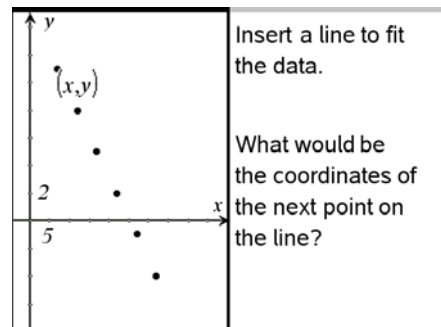 y
(x,y)
2
x
5
Insert a line to fit
the data.
What would be
the coordinates of
the next point on
the line?